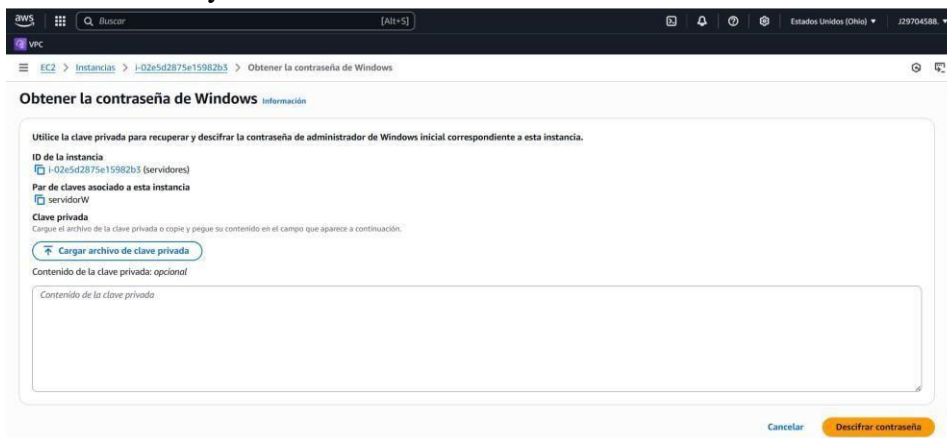 aws
Buscar [Alt+S] Estados Unidos (Ohio) J29704588.
VPC
EC2 > Instancias > i-02e5d2875e15982b3 > Obtener la contraseña de Windows
Obtener la contraseña de Windows Información
Utilice la clave privada para recuperar y descifrar la contraseña de administrador de Windows inicial correspondiente a esta instancia.
ID de la instancia
i-02e5d2875e15982b3 (servidores)
Par de claves asociado a esta instancia
servidorW
Clave privada
Cargue el archivo de la clave privada o copie y pegue su contenido en el campo que aparece a continuación.
Cargar archivo de clave privada
Contenido de la clave privada: opcional
Contenido de la clave privada
Cancelar Descifrar contraseña